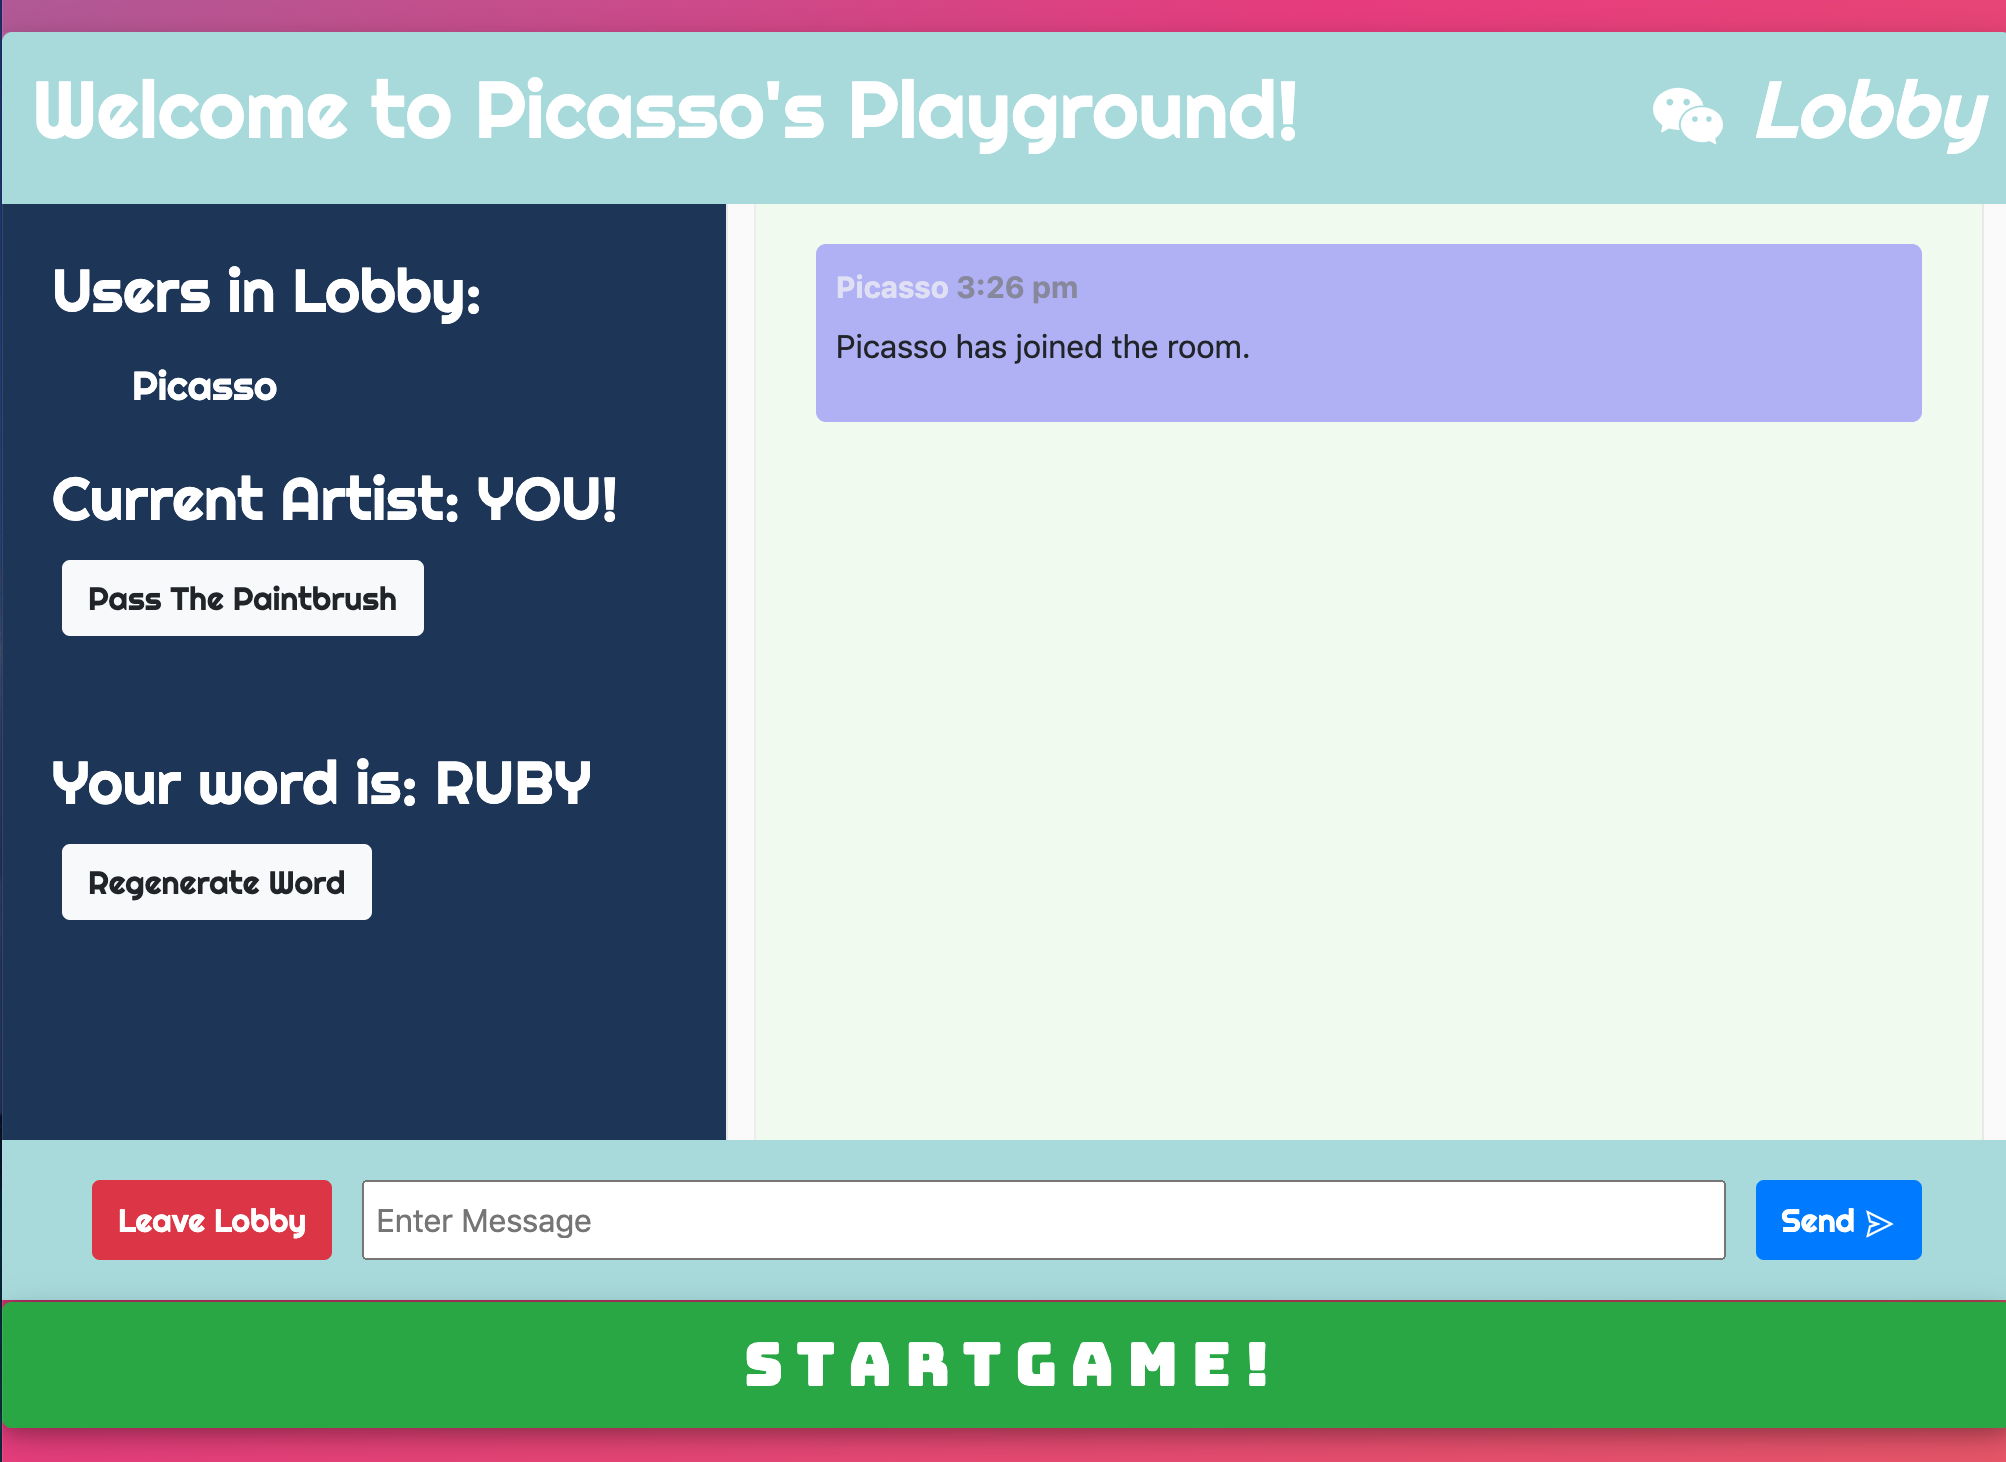 Welcome to Picasso's Playground!
Lobby
Users in Lobby:
Picasso
Current Artist: YOU!
Pass The Paintbrush
Your word is: RUBY
Regenerate Word
Picasso 3:26 pm
Picasso has joined the room.
Leave Lobby
Enter Message
Send
STARTGAME!